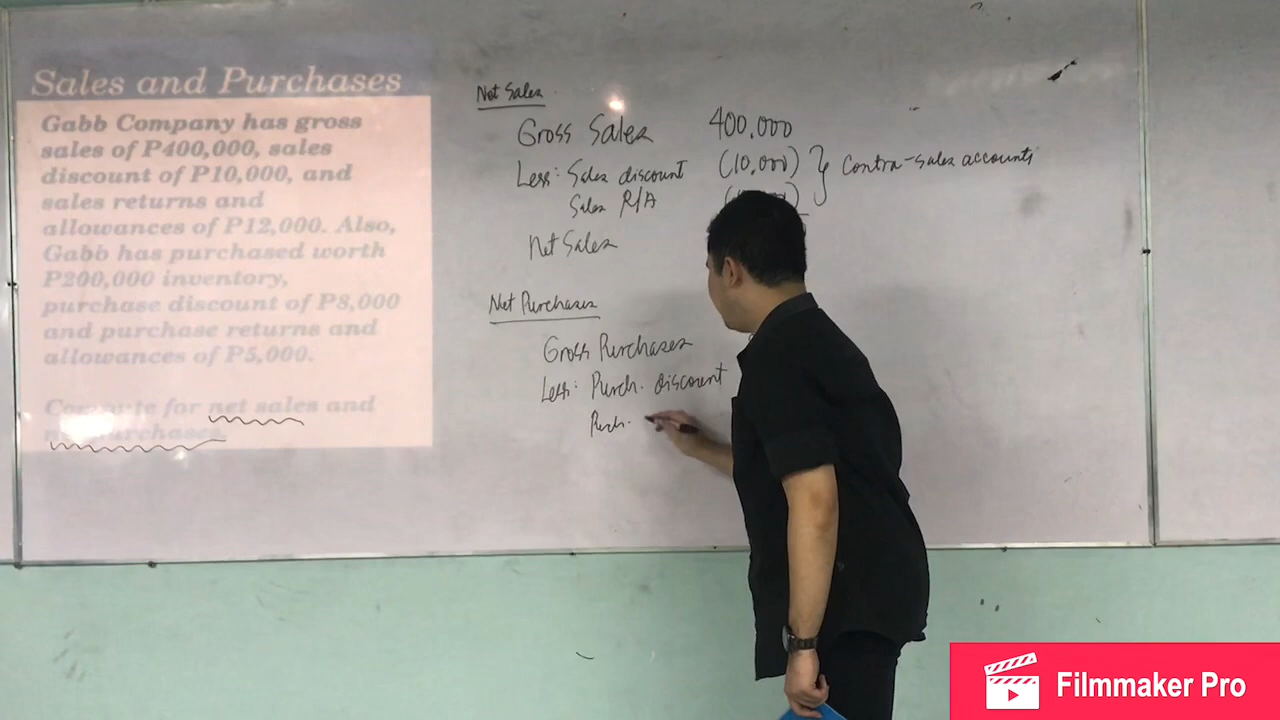 Sales and Purchases
Gabb Company has gross
sales of P400,000, sales
discount of P10,000, and
sales returns and
allowances of P12,000. Also,
Gabb has purchased worth
P200,000 inventory,
purchase discount of P8,000
and purchase returns and
allowances of P5,000.
Compute for net sales and
net purchases.
Net Sales
Gross Sales 400,000
Less: Sales discount (10,000) } Contra-sales accounts
Sales R/A
Net Sales
Net Purchases
Gross Purchases
Less: Purch. discount
Purch.
Filmmaker Pro